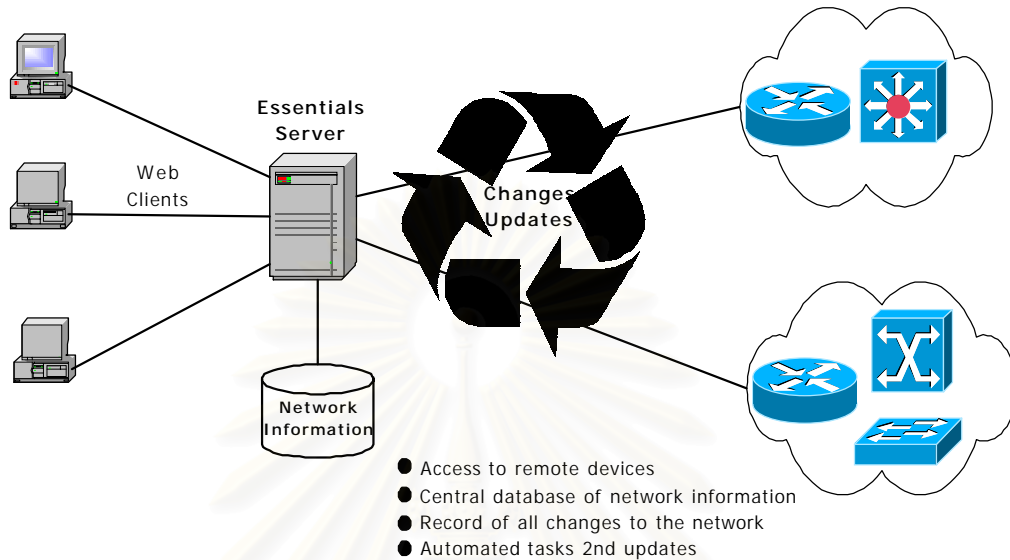 Essentials
Server
Web
Clients
Changes
Updates
Network
Information
Access to remote devices
Central database of network information
Record of all changes to the network
Automated tasks 2nd updates